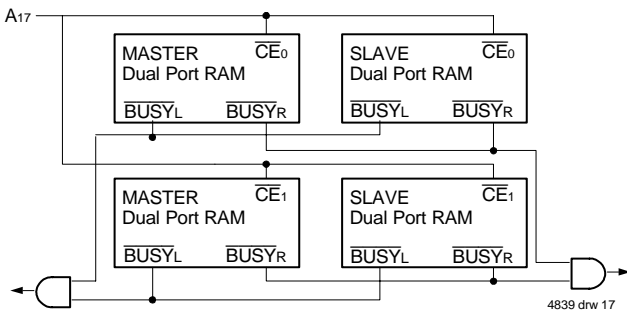 A17
MASTER
Dual Port RAM
CE0
BUSYL
BUSYR
SLAVE
Dual Port RAM
CE0
BUSYL
BUSYR
MASTER
Dual Port RAM
CE1
BUSYL
BUSYR
SLAVE
Dual Port RAM
CE1
BUSYL
BUSYR
4839 drw 17